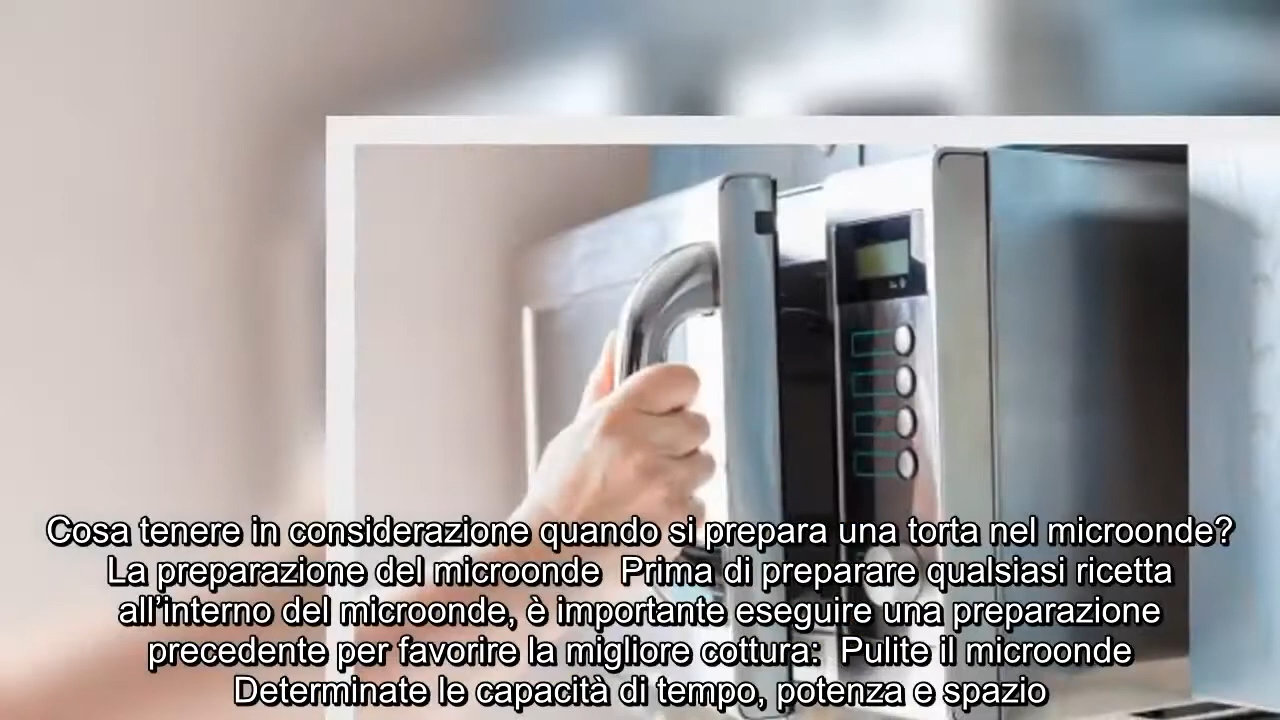 Cosa tenere in considerazione quando si prepara una torta nel microonde?
La preparazione del microonde  Prima di preparare qualsiasi ricetta
all'interno del microonde, è importante eseguire una preparazione
precedente per favorire la migliore cottura:  Pulite il microonde
Determinate le capacità di tempo, potenza e spazio